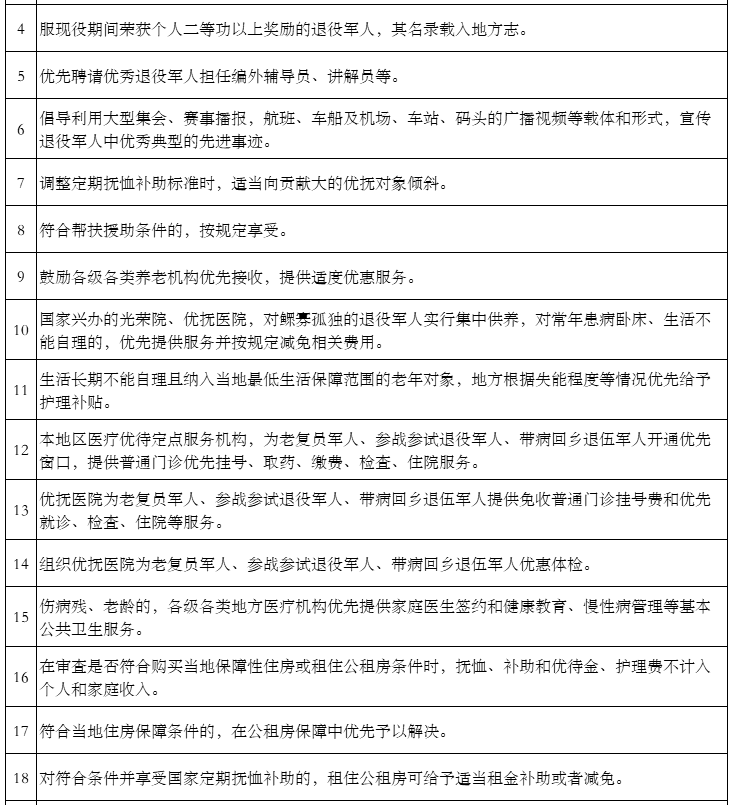 4 服现役期间荣获个人二等功以上奖励的退役军人，其名录载入地方志。
5 优先聘请优秀退役军人担任编外辅导员、讲解员等。
6 倡导利用大型集会、赛事播报，航班、车船及机场、车站、码头的广播视频等载体和形式，宣传
退役军人中优秀典型的先进事迹。
7 调整定期抚恤补助标准时，适当向贡献大的优抚对象倾斜。
8 符合帮扶援助条件的，按规定享受。
9 鼓励各级各类养老机构优先接收，提供适度优惠服务。
10 国家兴办的光荣院、优抚医院，对鳏寡孤独的退役军人实行集中供养，对常年患病卧床、生活不
能自理的，优先提供服务并按规定减免相关费用。
11 生活长期不能自理且纳入当地最低生活保障范围的老年对象，地方根据失能程度等情况优先给予
护理补贴。
12 本地区医疗优待定点服务机构，为老复员军人、参战参试退役军人、带病回乡退伍军人开通优先
窗口，提供普通门诊优先挂号、取药、缴费、检查、住院服务。
13 优抚医院为老复员军人、参战参试退役军人、带病回乡退伍军人提供免收普通门诊挂号费和优先
就诊、检查、住院等服务。
14 组织优抚医院为老复员军人、参战参试退役军人、带病回乡退伍军人优惠体检。
15 伤病残、老龄的，各级各类地方医疗机构优先提供家庭医生签约和健康教育、慢性病管理等基本
公共卫生服务。
16 在审查是否符合购买当地保障性住房或租住公租房条件时，抚恤、补助和优待金、护理费不计入
个人和家庭收入。
17 符合当地住房保障条件的，在公租房保障中优先予以解决。
18 对符合条件并享受国家定期抚恤补助的，租住公租房可给予适当租金补助或者减免。